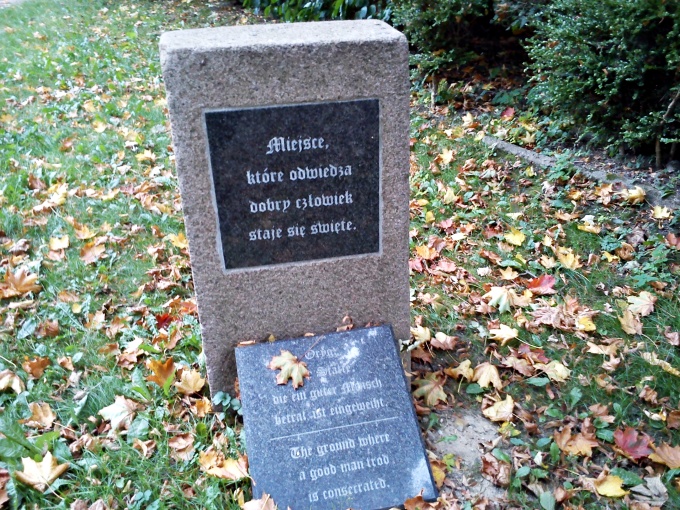 Miejsce,
które odwiedza
dobry człowiek
staje się święte.
Stätte
die ein guter Mensch
betrat ist eingeweiht.
The ground where
a good man trod
is consecrated.